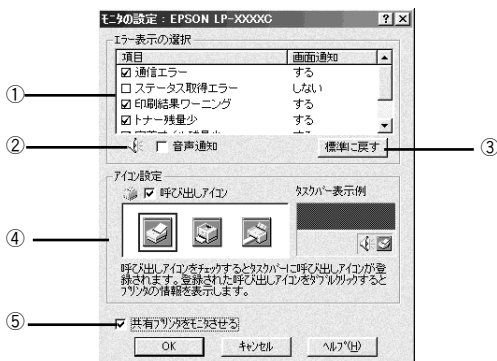 ﾓﾆﾀの設定 : EPSON LP-XXXXC
ｴﾗｰ表示の選択
項目 画面通知
通信エラー する
ステータス取得エラー しない
① 印刷結果ワーニング する
トナー残量少 する
② 音声通知 標準に戻す ③
ｱｲｺﾝ設定
呼び出しｱｲｺﾝ ﾀｽｸﾊﾞｰ表示例
④
呼び出しｱｲｺﾝをﾁｪｯｸするとﾀｽｸﾊﾞｰに呼び出しｱｲｺﾝが登
録されます。登録された呼び出しｱｲｺﾝをﾀﾞﾌﾞﾙｸﾘｯｸすると
ﾌﾟﾘﾝﾀの情報を表示します。
⑤ 共有ﾌﾟﾘﾝﾀをﾓﾆﾀさせる
OK ｷｬﾝｾﾙ ﾍﾙﾌﾟ(H)